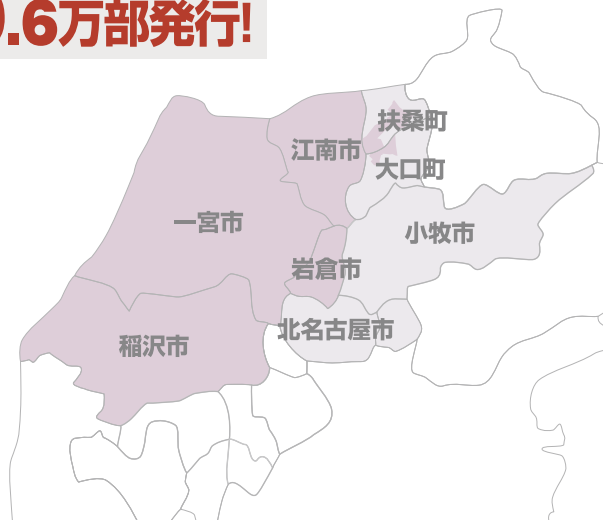 .6万部発行!
扶桑町
江南市
大口町
一宮市
小牧市
岩倉市
北名古屋市
稲沢市